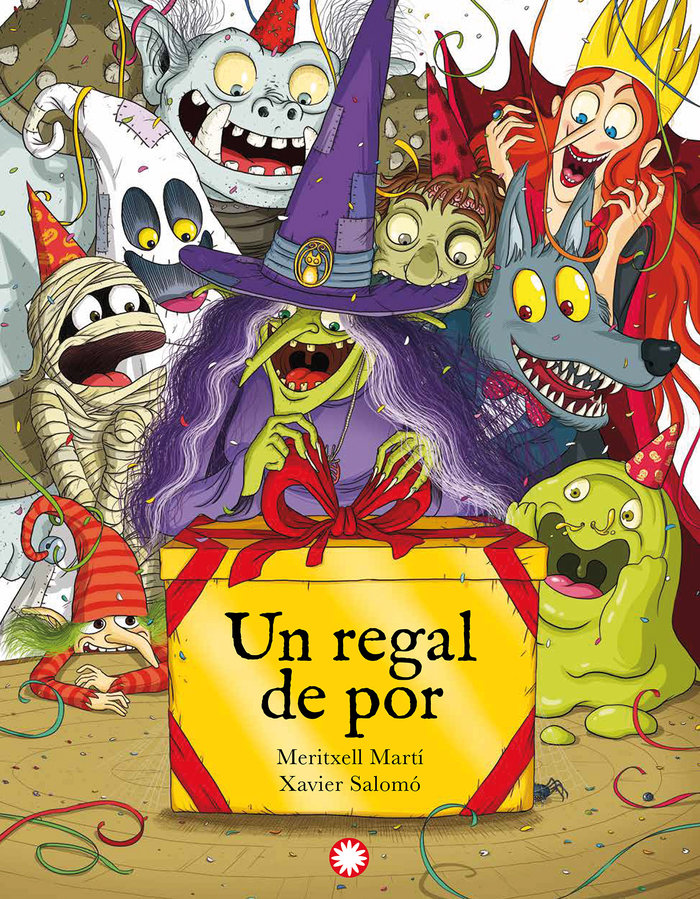 Un regal
de por
Meritxell Martí
Xavier Salomó